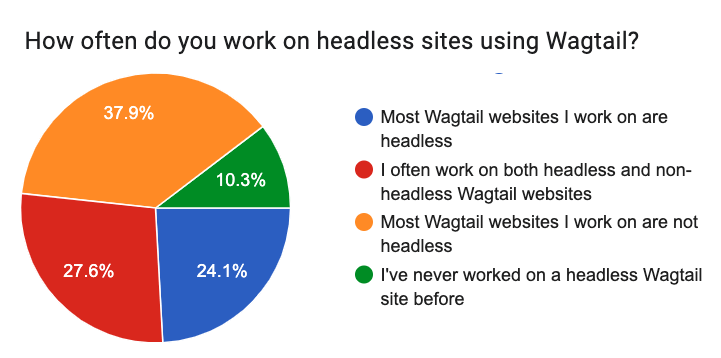 How often do you work on headless sites using Wagtail?
37.9%
10.3%
27.6%
24.1%
Most Wagtail websites I work on are
headless
I often work on both headless and non-
headless Wagtail websites
Most Wagtail websites I work on are not
headless
I've never worked on a headless Wagtail
site before